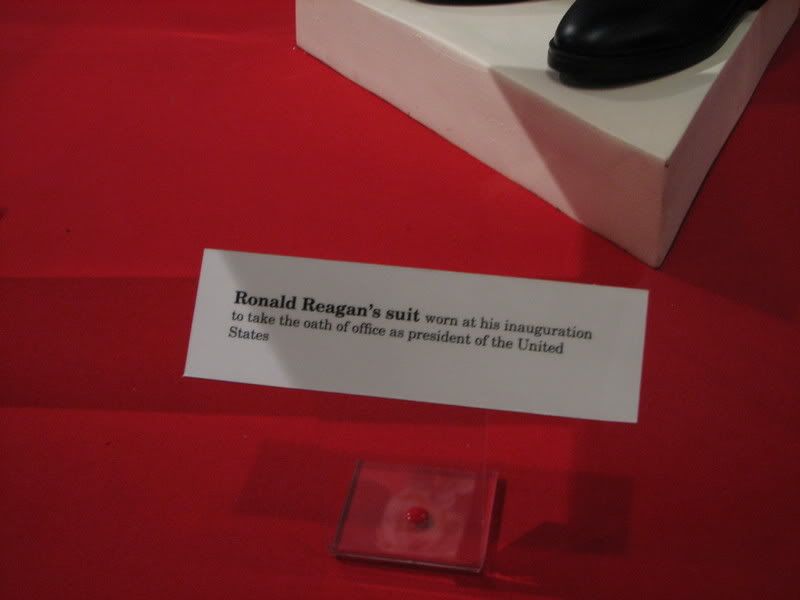 Ronald Reagan's suit worn at his inauguration
to take the oath of office as president of the United
States